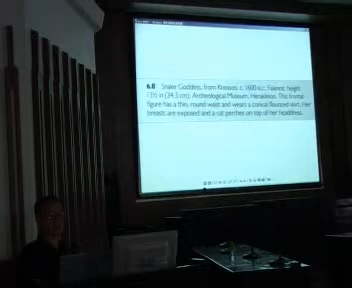 6.8 Snake Goddess, from Knossos. c. 1600 B.C. Faience, height
13½ in (34.3 cm). Archeological Museum, Heraklion. This frontal
figure has a thin, round waist and wears a conical flounced skirt. Her
breasts are exposed and a cat perches on top of her headdress.